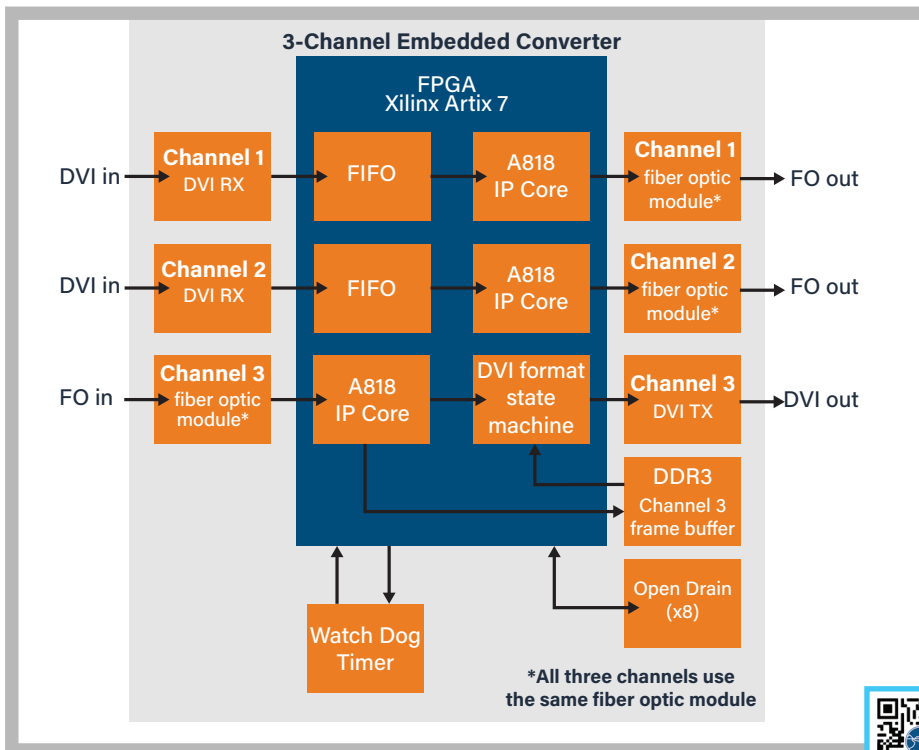 3-Channel Embedded Converter
FPGA
Xilinx Artix 7
DVI in
Channel 1
DVI RX
FIFO
A818
IP Core
Channel 1
fiber optic
module*
FO out
DVI in
Channel 2
DVI RX
FIFO
A818
IP Core
Channel 2
fiber optic
module*
FO out
FO in
Channel 3
fiber optic
module*
A818
IP Core
DVI format
state
machine
Channel 3
DVI TX
DVI out
DDR3
Channel 3
frame buffer
Open Drain
(x8)
Watch Dog
Timer
*All three channels use
the same fiber optic module